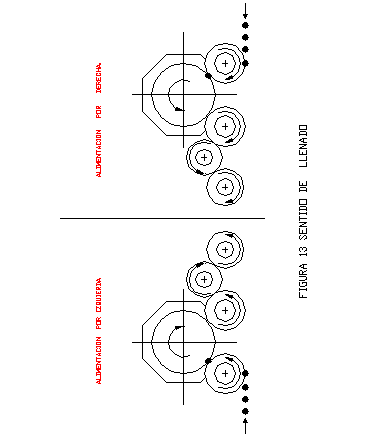 ALIMENTACION POR DERECHA
ALIMENTACION POR IZQUIERDA
FIGURA 13 SENTIDO DE LLENADO